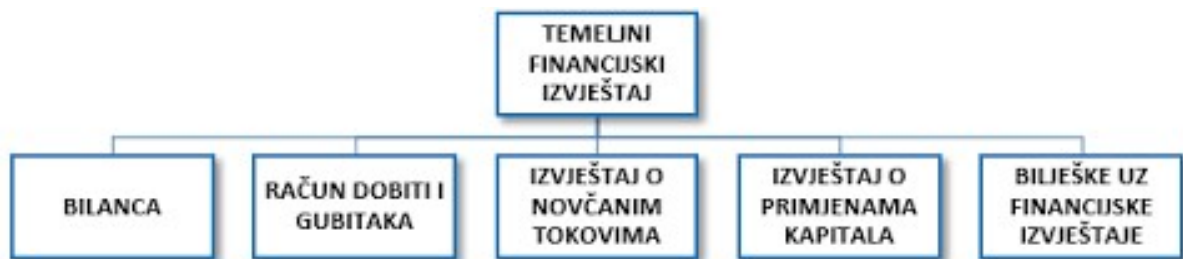 TEMELJNI
FINANCIJSKI
IZVJEŠTAJ
BILANCA
RAČUN DOBITI I
GUBITAKA
IZVJEŠTAJ O
NOVČANIM
TOKOVIMA
IZVJEŠTAJ O
PRIMJENAMA
KAPITALA
BILJEŠKE UZ
FINANCIJSKE
IZVJEŠTAJE